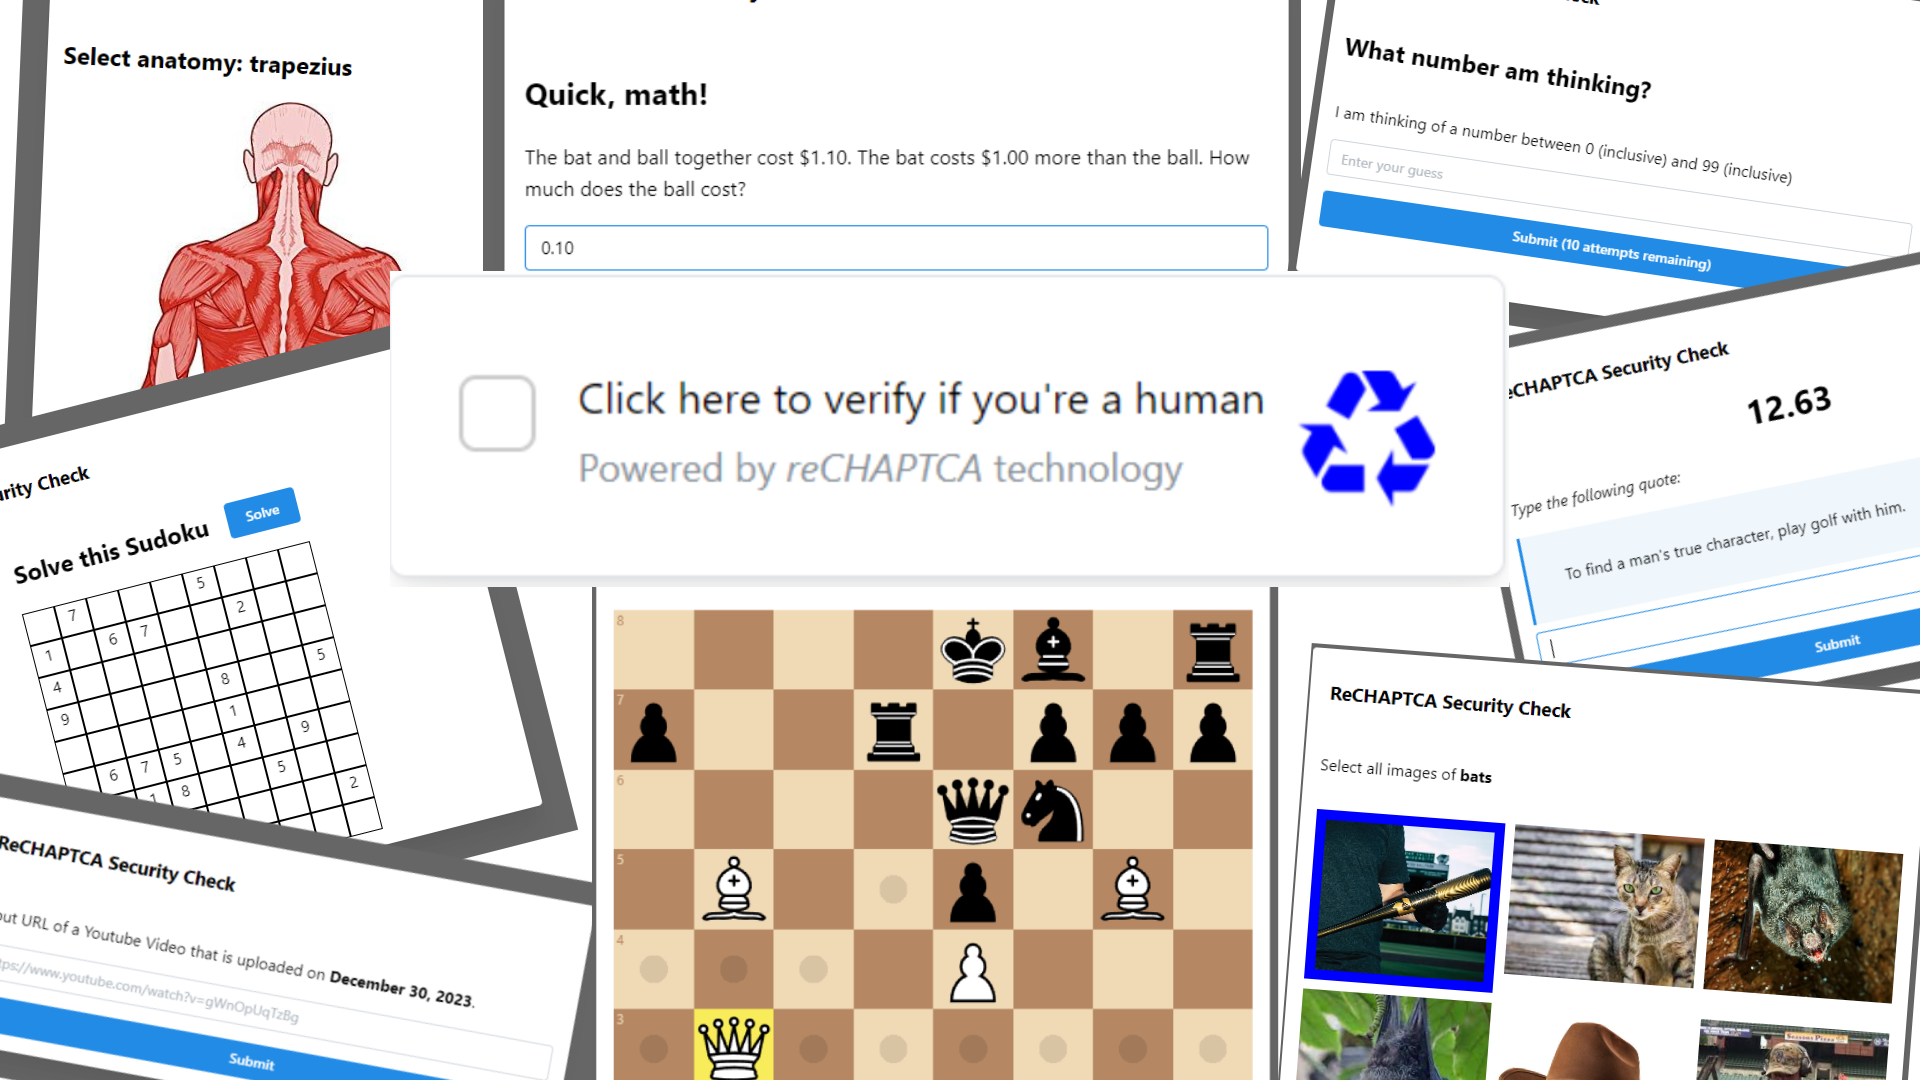 Select anatomy: trapezius
Quick, math!
The bat and ball together cost $1.10. The bat costs $1.00 more than the ball. How
much does the ball cost?
0.10
What number am thinking?
I am thinking of a number between 0 (inclusive) and 99 (inclusive)
Enter your guess
Submit (10 attempts remaining)
Click here to verify if you're a human
Powered by reCHAPTCA technology
eCHAPTCA Security Check
12.63
Type the following quote:
To find a man's true character, play golf with him.
Submit
urity Check
Solve this Sudoku
Solve
7 5
1 6 7 2
4
9 8 5
1
6 7 5 4 9
1 8 5
2
8
7
6
5
4
3
ReCHAPTCA Security Check
Select all images of bats
ReCHAPTCA Security Check
put URL of a Youtube Video that is uploaded on December 30, 2023.
tps://www.youtube.com/watch?v=gWnOpUqTzBg
Submit